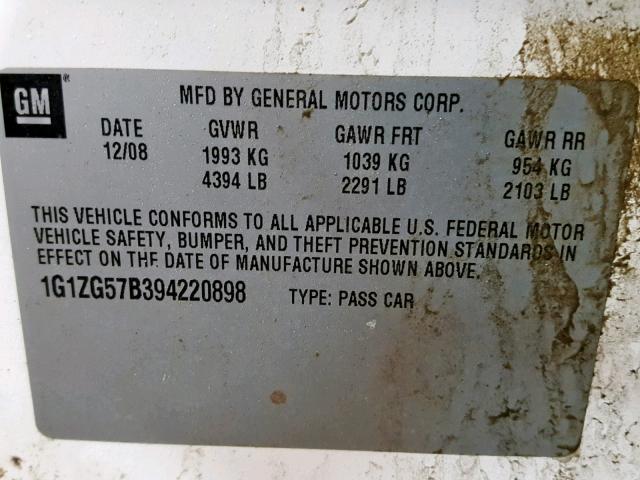 GM ®
MFD BY GENERAL MOTORS CORP.
DATE GVWR GAWR FRT GAWR RR
12/08 1993 KG 1039 KG 954 KG
4394 LB 2291 LB 2103 LB
THIS VEHICLE CONFORMS TO ALL APPLICABLE U.S. FEDERAL MOTOR
VEHICLE SAFETY, BUMPER, AND THEFT PREVENTION STANDARDS IN
EFFECT ON THE DATE OF MANUFACTURE SHOWN ABOVE.
1G1ZG57B394220898 TYPE: PASS CAR